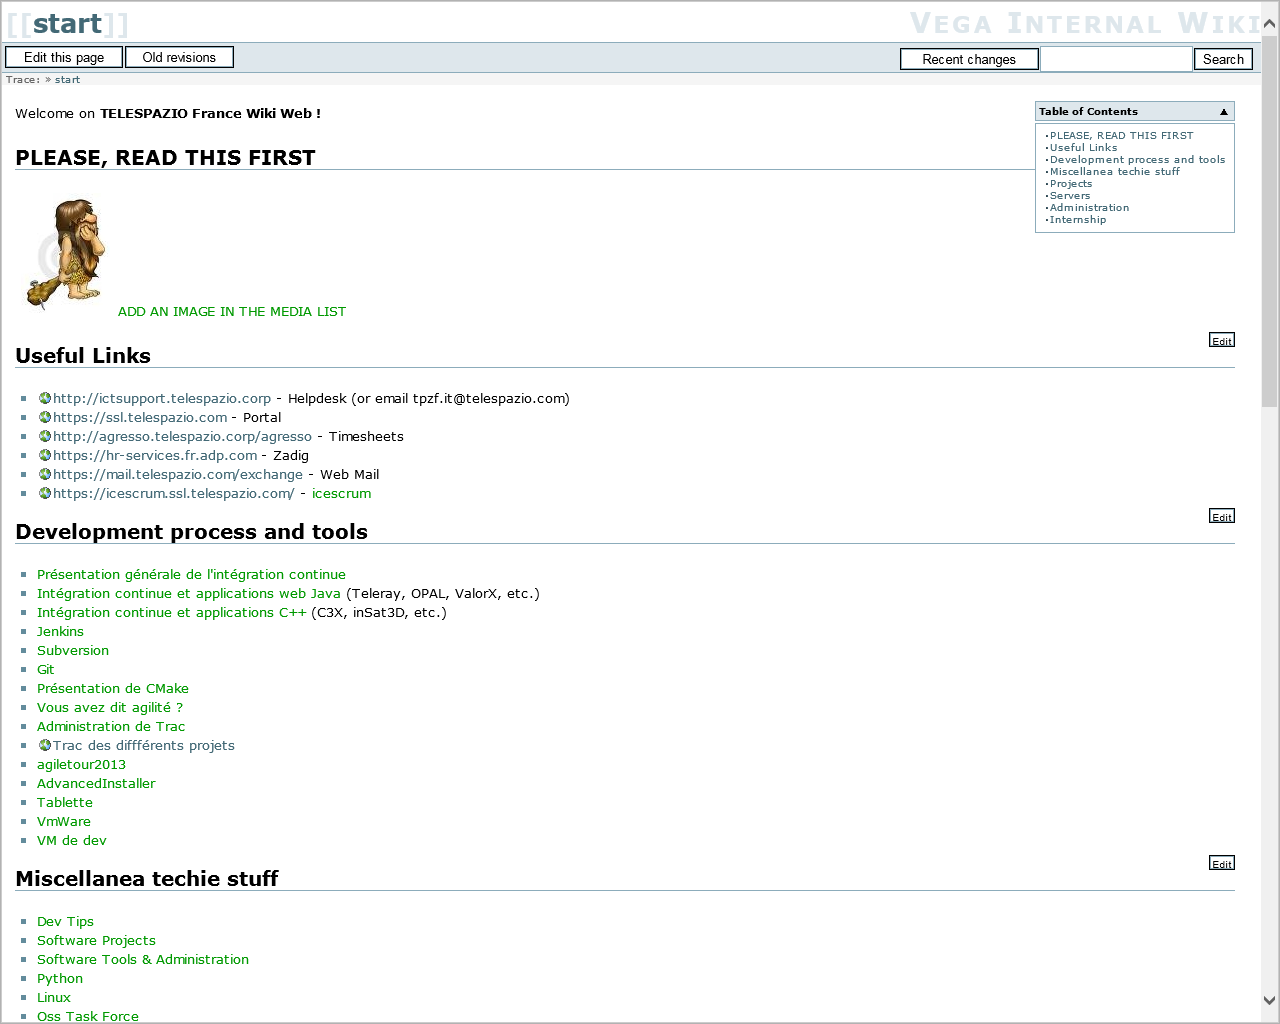 [[start]]
VEGA INTERNAL WIKI
Edit this page
Old revisions
Recent changes
Search
Trace: » start
Welcome on TELESPAZIO France Wiki Web !
Table of Contents
PLEASE, READ THIS FIRST
Useful Links
Development process and tools
Miscellanea techie stuff
Projects
Servers
Administration
Internship
PLEASE, READ THIS FIRST
ADD AN IMAGE IN THE MEDIA LIST
Edit
Useful Links
http://ictsupport.telespazio.corp - Helpdesk (or email tpzf.it@telespazio.com)
https://ssl.telespazio.com - Portal
http://agresso.telespazio.corp/agresso - Timesheets
https://hr-services.fr.adp.com - Zadig
https://mail.telespazio.com/exchange - Web Mail
https://icescrum.ssl.telespazio.com/ - icescrum
Edit
Development process and tools
Présentation générale de l'intégration continue
Intégration continue et applications web Java (Teleray, OPAL, ValorX, etc.)
Intégration continue et applications C++ (C3X, inSat3D, etc.)
Jenkins
Subversion
Git
Présentation de CMake
Vous avez dit agilité ?
Administration de Trac
Trac des diffférents projets
agiletour2013
AdvancedInstaller
Tablette
VmWare
VM de dev
Edit
Miscellanea techie stuff
Dev Tips
Software Projects
Software Tools & Administration
Python
Linux
Oss Task Force